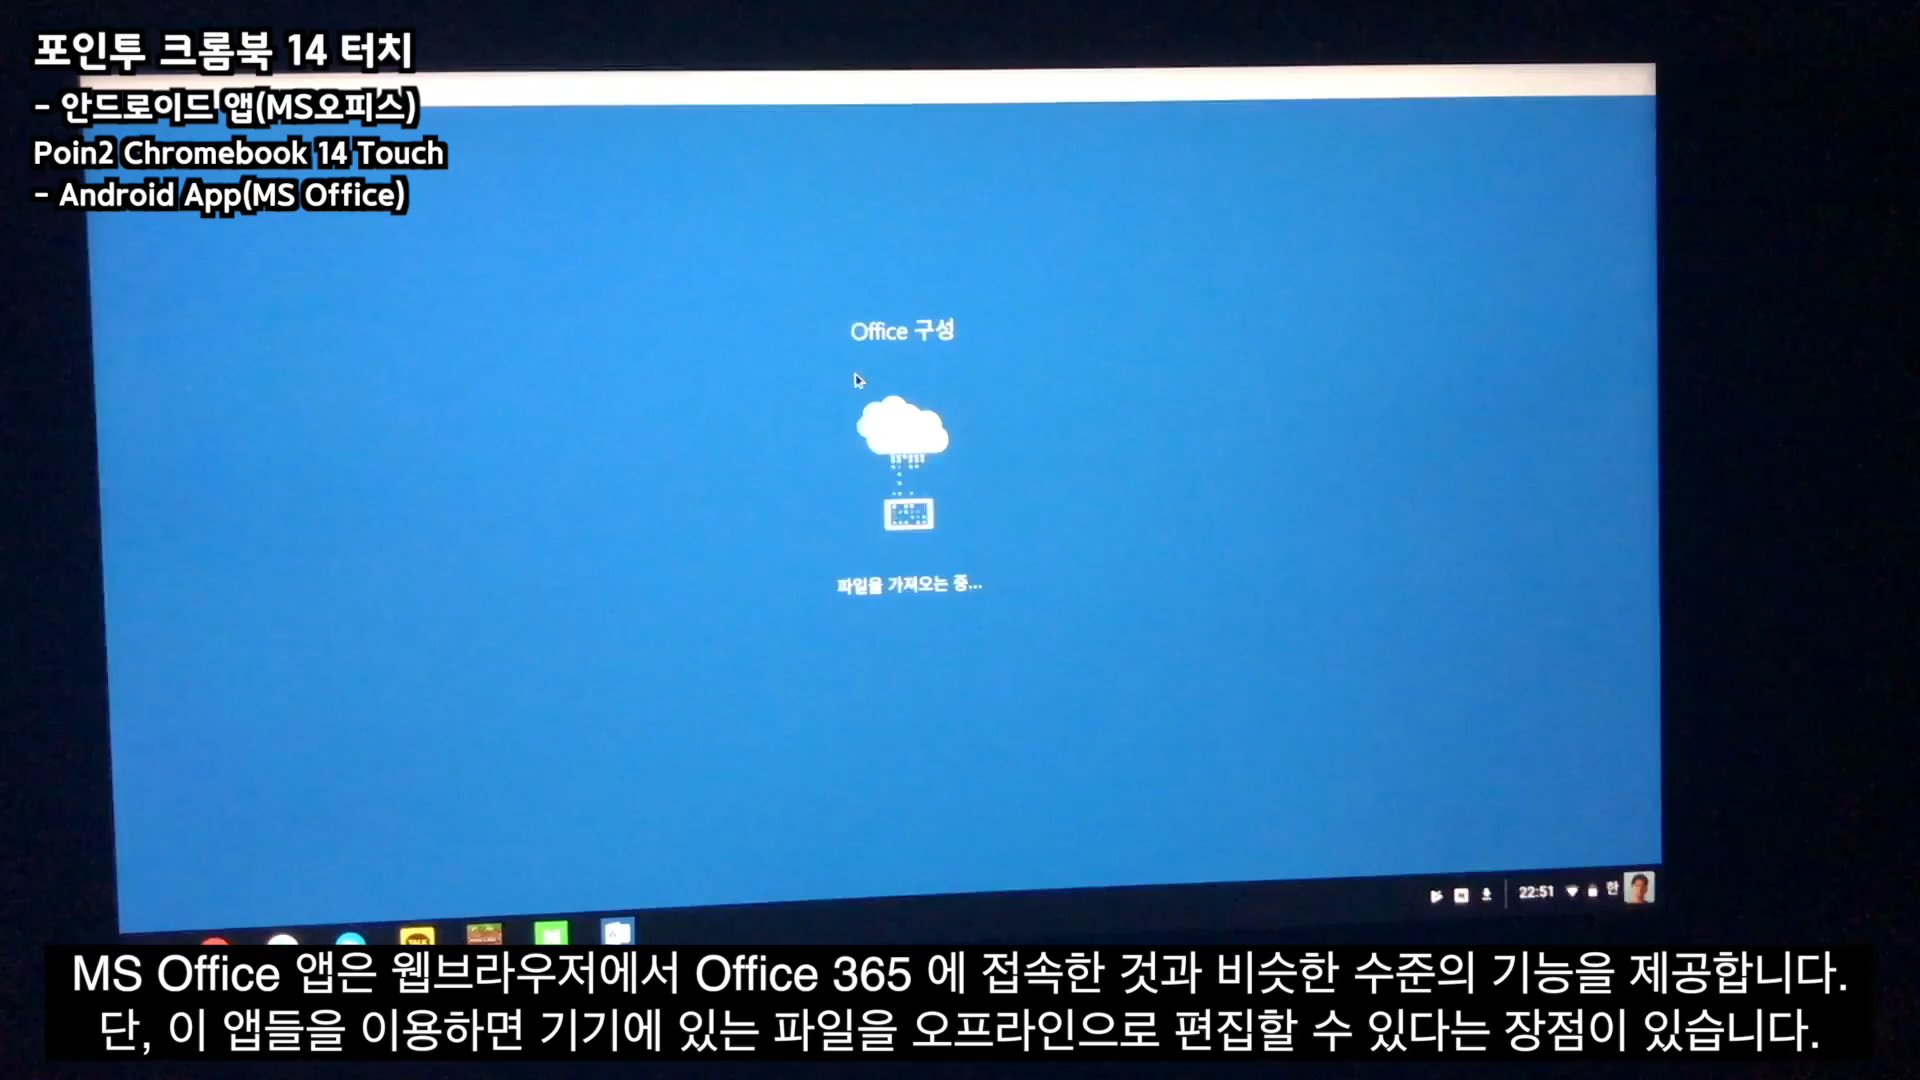 포인투 크롬북 14 터치
- 안드로이드 앱(MS오피스)
Poin2 Chromebook 14 Touch
- Android App(MS Office)
Office 구성
파일을 가져오는 중...
22:51
한
TALK
MS Office 앱은 웹브라우저에서 Office 365 에 접속한 것과 비슷한 수준의 기능을 제공합니다.
단, 이 앱들을 이용하면 기기에 있는 파일을 오프라인으로 편집할 수 있다는 장점이 있습니다.